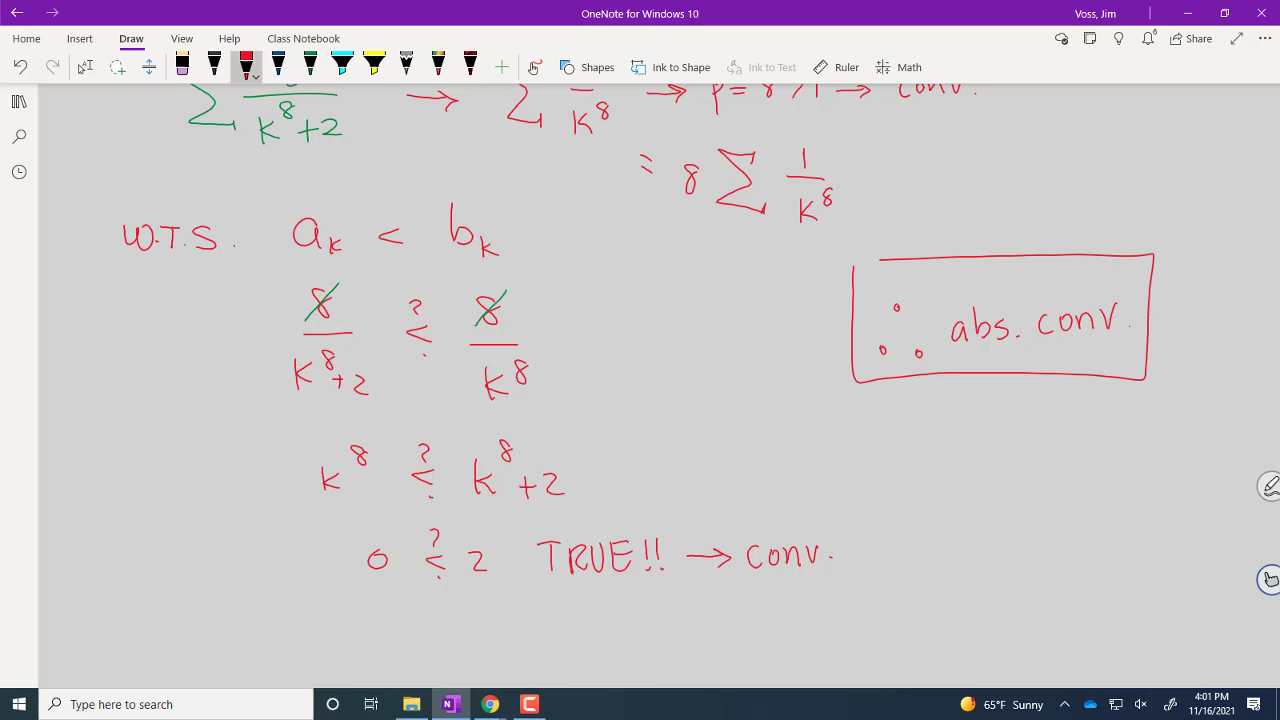 OneNote for Windows 10
Voss, Jim
Home Insert Draw View Help Class Notebook
Shapes Ink to Shape Ink to Text Ruler Math Share
∑ —/(k⁸+2) → ∑ —/k⁸ → p = 8 > 1 → conv.
= 8 ∑ 1/k⁸
W.T.S. aₖ < bₖ
8/(k⁸+2) <? 8/k⁸
∴ abs. conv.
k⁸ <? k⁸+2
0 <? 2 TRUE!! → conv.
Type here to search
65°F Sunny
4:01 PM
11/16/2021